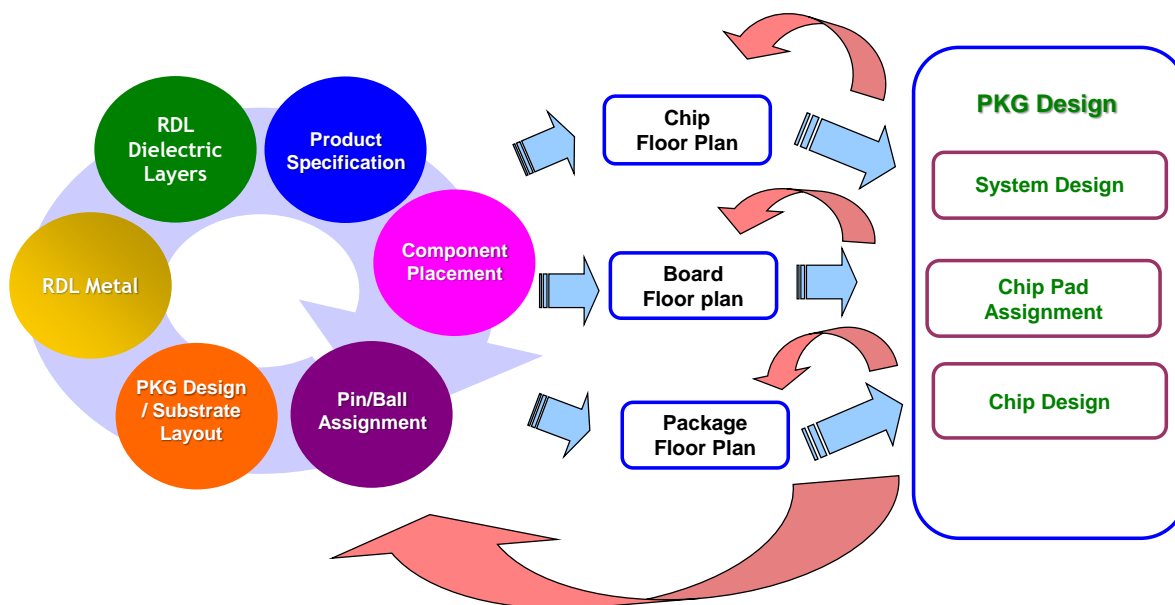 RDL
Dielectric
Layers
Product
Specification
RDL Metal
Component
Placement
PKG Design
/ Substrate
Layout
Pin/Ball
Assignment
Chip
Floor Plan
Board
Floor plan
Package
Floor Plan
PKG Design
System Design
Chip Pad
Assignment
Chip Design